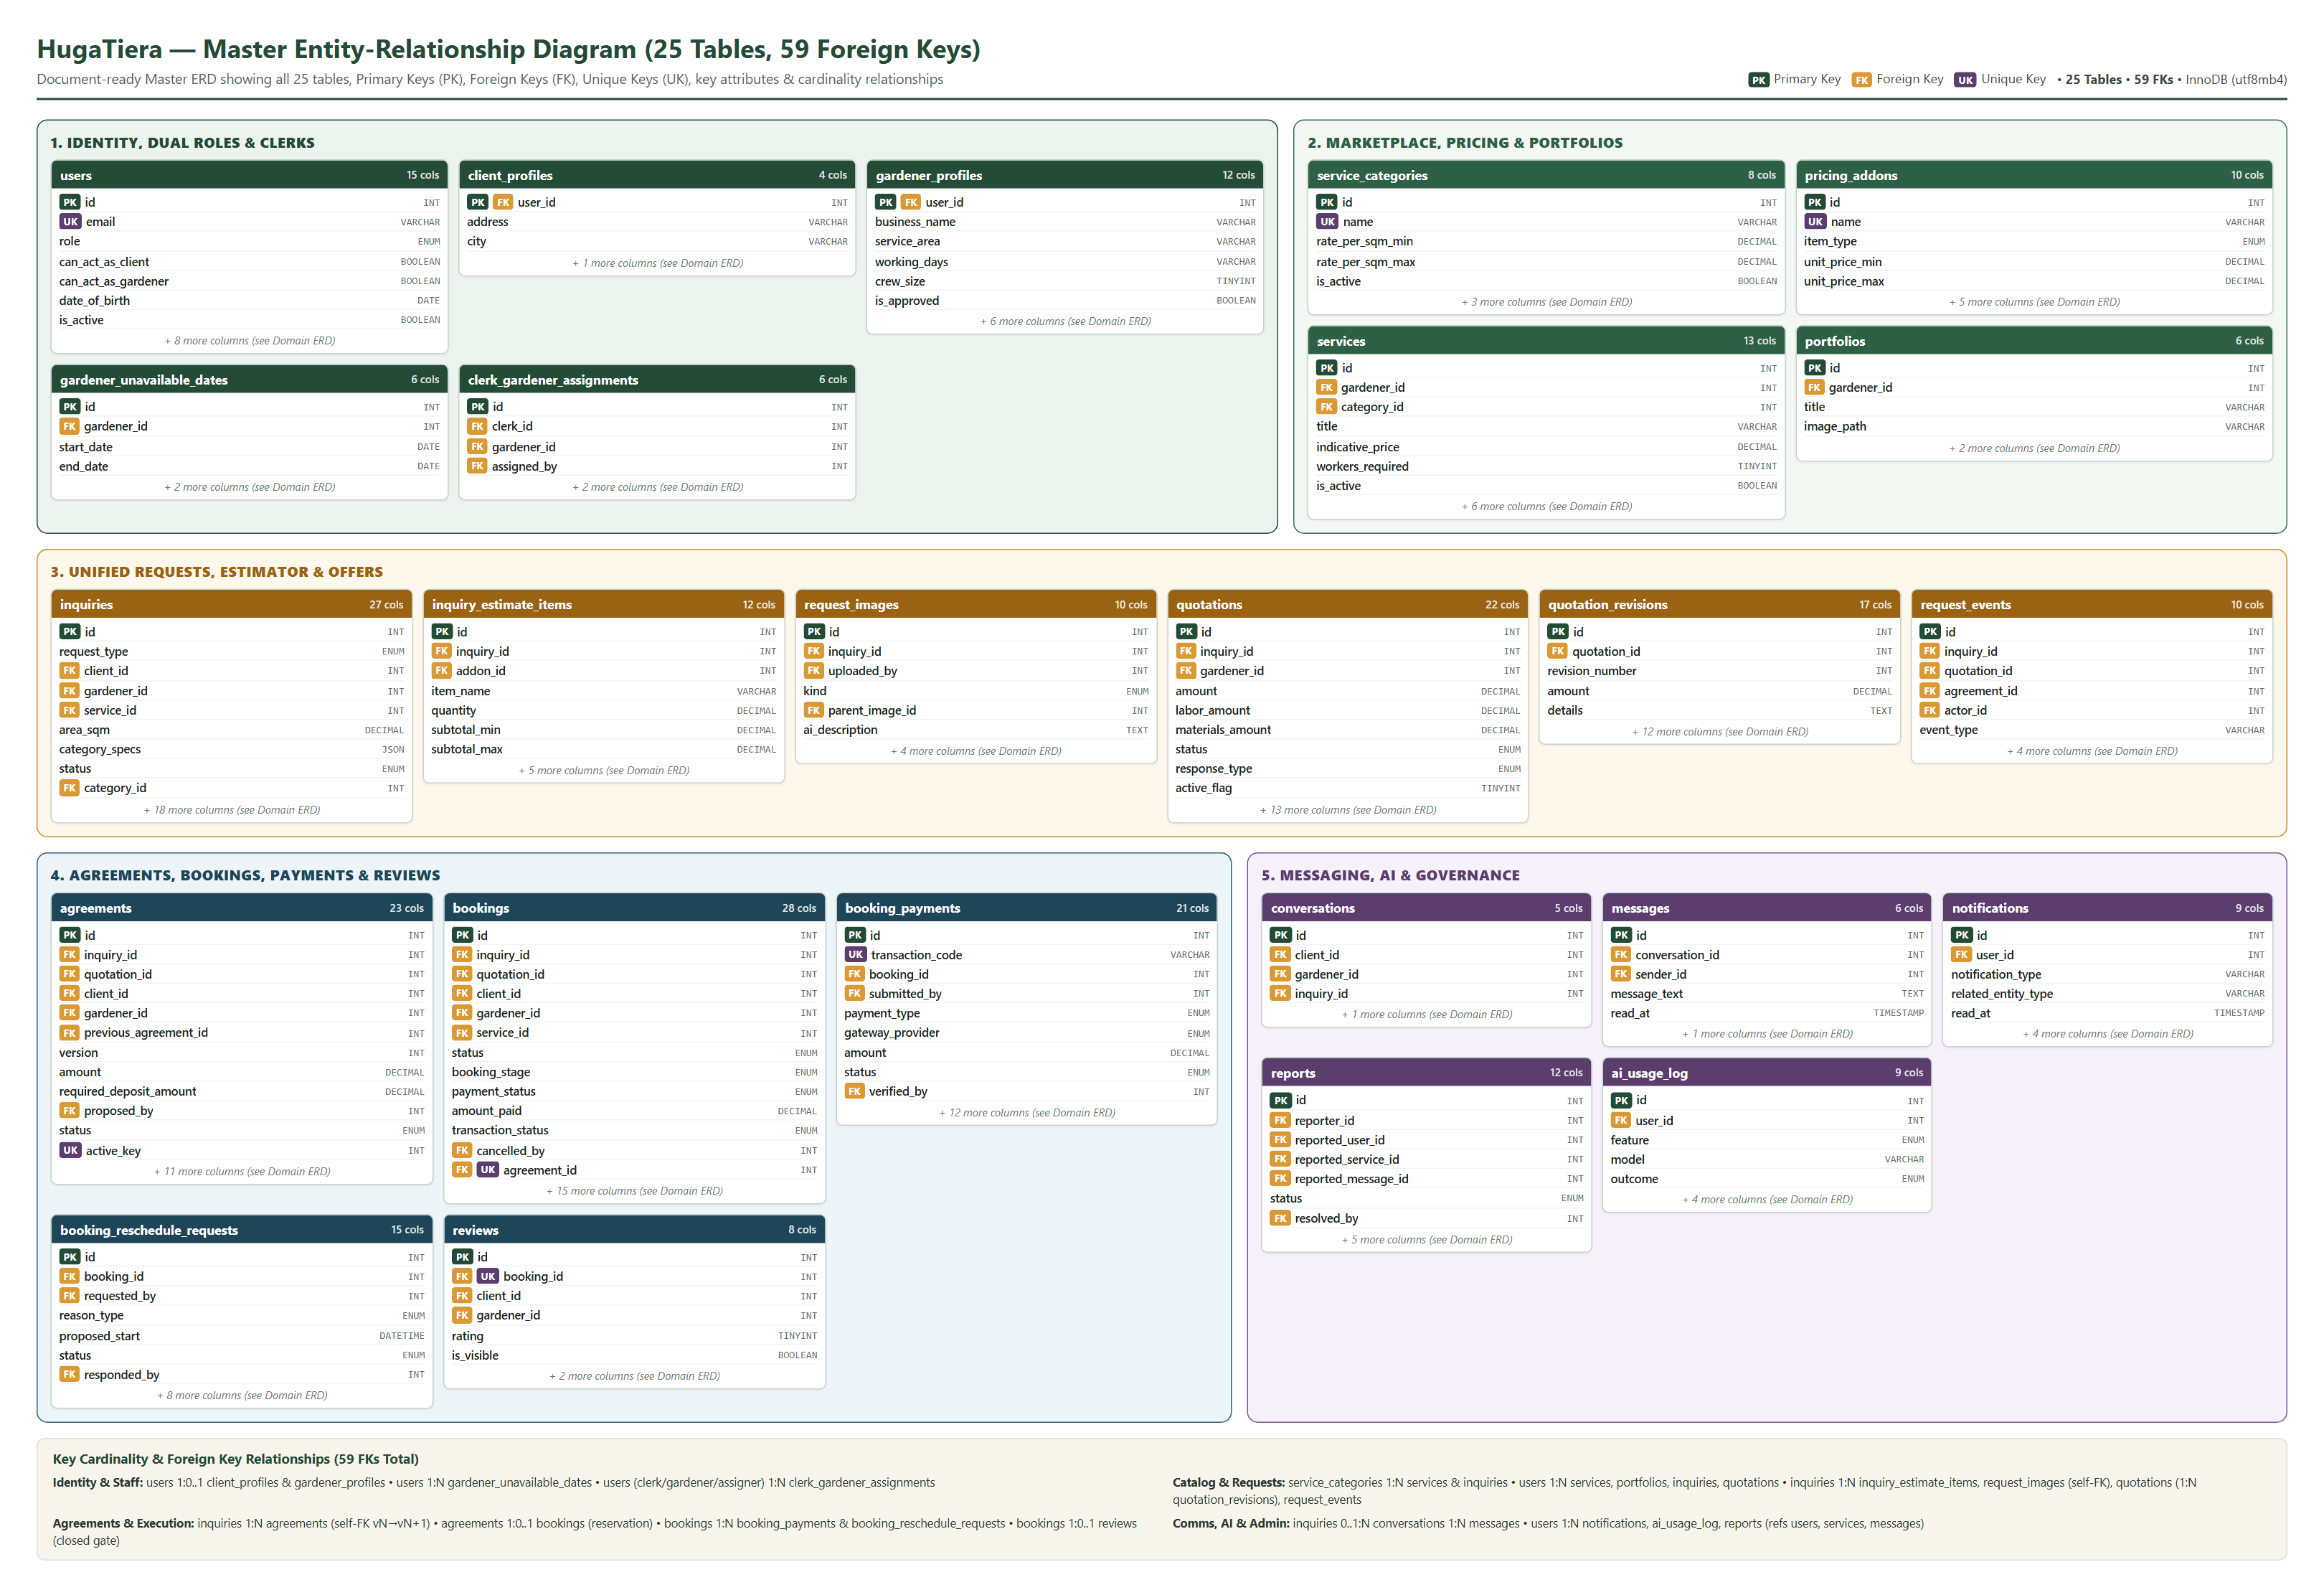 HugaTiera — Master Entity-Relationship Diagram (25 Tables, 59 Foreign Keys)
Document-ready Master ERD showing all 25 tables, Primary Keys (PK), Foreign Keys (FK), Unique Keys (UK), key attributes & cardinality relationships
PK Primary Key FK Foreign Key UK Unique Key • 25 Tables • 59 FKs • InnoDB (utf8mb4)
1. IDENTITY, DUAL ROLES & CLERKS
users 15 cols
PK id INT
UK email VARCHAR
role ENUM
can_act_as_client BOOLEAN
can_act_as_gardener BOOLEAN
date_of_birth DATE
is_active BOOLEAN
+ 8 more columns (see Domain ERD)
client_profiles 4 cols
PK FK user_id INT
address VARCHAR
city VARCHAR
+ 1 more columns (see Domain ERD)
gardener_profiles 12 cols
PK FK user_id INT
business_name VARCHAR
service_area VARCHAR
working_days VARCHAR
crew_size TINYINT
is_approved BOOLEAN
+ 6 more columns (see Domain ERD)
gardener_unavailable_dates 6 cols
PK id INT
FK gardener_id INT
start_date DATE
end_date DATE
+ 2 more columns (see Domain ERD)
clerk_gardener_assignments 6 cols
PK id INT
FK clerk_id INT
FK gardener_id INT
FK assigned_by INT
+ 2 more columns (see Domain ERD)
2. MARKETPLACE, PRICING & PORTFOLIOS
service_categories 8 cols
PK id INT
UK name VARCHAR
rate_per_sqm_min DECIMAL
rate_per_sqm_max DECIMAL
is_active BOOLEAN
+ 3 more columns (see Domain ERD)
pricing_addons 10 cols
PK id INT
UK name VARCHAR
item_type ENUM
unit_price_min DECIMAL
unit_price_max DECIMAL
+ 5 more columns (see Domain ERD)
services 13 cols
PK id INT
FK gardener_id INT
FK category_id INT
title VARCHAR
indicative_price DECIMAL
workers_required TINYINT
is_active BOOLEAN
+ 6 more columns (see Domain ERD)
portfolios 6 cols
PK id INT
FK gardener_id INT
title VARCHAR
image_path VARCHAR
+ 2 more columns (see Domain ERD)
3. UNIFIED REQUESTS, ESTIMATOR & OFFERS
inquiries 27 cols
PK id INT
request_type ENUM
FK client_id INT
FK gardener_id INT
FK service_id INT
area_sqm DECIMAL
category_specs JSON
status ENUM
FK category_id INT
+ 18 more columns (see Domain ERD)
inquiry_estimate_items 12 cols
PK id INT
FK inquiry_id INT
FK addon_id INT
item_name VARCHAR
quantity DECIMAL
subtotal_min DECIMAL
subtotal_max DECIMAL
+ 5 more columns (see Domain ERD)
request_images 10 cols
PK id INT
FK inquiry_id INT
FK uploaded_by INT
kind ENUM
FK parent_image_id INT
ai_description TEXT
+ 4 more columns (see Domain ERD)
quotations 22 cols
PK id INT
FK inquiry_id INT
FK gardener_id INT
amount DECIMAL
labor_amount DECIMAL
materials_amount DECIMAL
status ENUM
response_type ENUM
active_flag TINYINT
+ 13 more columns (see Domain ERD)
quotation_revisions 17 cols
PK id INT
FK quotation_id INT
revision_number INT
amount DECIMAL
details TEXT
+ 12 more columns (see Domain ERD)
request_events 10 cols
PK id INT
FK inquiry_id INT
FK quotation_id INT
FK agreement_id INT
FK actor_id INT
event_type VARCHAR
+ 4 more columns (see Domain ERD)
4. AGREEMENTS, BOOKINGS, PAYMENTS & REVIEWS
agreements 23 cols
PK id INT
FK inquiry_id INT
FK quotation_id INT
FK client_id INT
FK gardener_id INT
FK previous_agreement_id INT
version INT
amount DECIMAL
required_deposit_amount DECIMAL
FK proposed_by INT
status ENUM
UK active_key INT
+ 11 more columns (see Domain ERD)
bookings 28 cols
PK id INT
FK inquiry_id INT
FK quotation_id INT
FK client_id INT
FK gardener_id INT
FK service_id INT
status ENUM
booking_stage ENUM
payment_status ENUM
amount_paid DECIMAL
transaction_status ENUM
FK cancelled_by INT
FK UK agreement_id INT
+ 15 more columns (see Domain ERD)
booking_payments 21 cols
PK id INT
UK transaction_code VARCHAR
FK booking_id INT
FK submitted_by INT
payment_type ENUM
gateway_provider ENUM
amount DECIMAL
status ENUM
FK verified_by INT
+ 12 more columns (see Domain ERD)
booking_reschedule_requests 15 cols
PK id INT
FK booking_id INT
FK requested_by INT
reason_type ENUM
proposed_start DATETIME
status ENUM
FK responded_by INT
+ 8 more columns (see Domain ERD)
reviews 8 cols
PK id INT
FK UK booking_id INT
FK client_id INT
FK gardener_id INT
rating TINYINT
is_visible BOOLEAN
+ 2 more columns (see Domain ERD)
5. MESSAGING, AI & GOVERNANCE
conversations 5 cols
PK id INT
FK client_id INT
FK gardener_id INT
FK inquiry_id INT
+ 1 more columns (see Domain ERD)
messages 6 cols
PK id INT
FK conversation_id INT
FK sender_id INT
message_text TEXT
read_at TIMESTAMP
+ 1 more columns (see Domain ERD)
notifications 9 cols
PK id INT
FK user_id INT
notification_type VARCHAR
related_entity_type VARCHAR
read_at TIMESTAMP
+ 4 more columns (see Domain ERD)
reports 12 cols
PK id INT
FK reporter_id INT
FK reported_user_id INT
FK reported_service_id INT
FK reported_message_id INT
status ENUM
FK resolved_by INT
+ 5 more columns (see Domain ERD)
ai_usage_log 9 cols
PK id INT
FK user_id INT
feature ENUM
model VARCHAR
outcome ENUM
+ 4 more columns (see Domain ERD)
Key Cardinality & Foreign Key Relationships (59 FKs Total)
Identity & Staff: users 1:0..1 client_profiles & gardener_profiles • users 1:N gardener_unavailable_dates • users (clerk/gardener/assigner) 1:N clerk_gardener_assignments
Catalog & Requests: service_categories 1:N services & inquiries • users 1:N services, portfolios, inquiries, quotations • inquiries 1:N inquiry_estimate_items, request_images (self-FK), quotations (1:N
quotation_revisions), request_events
Agreements & Execution: inquiries 1:N agreements (self-FK vN→vN+1) • agreements 1:0..1 bookings (reservation) • bookings 1:N booking_payments & booking_reschedule_requests • bookings 1:0..1 reviews
(closed gate)
Comms, AI & Admin: inquiries 0..1:N conversations 1:N messages • users 1:N notifications, ai_usage_log, reports (refs users, services, messages)